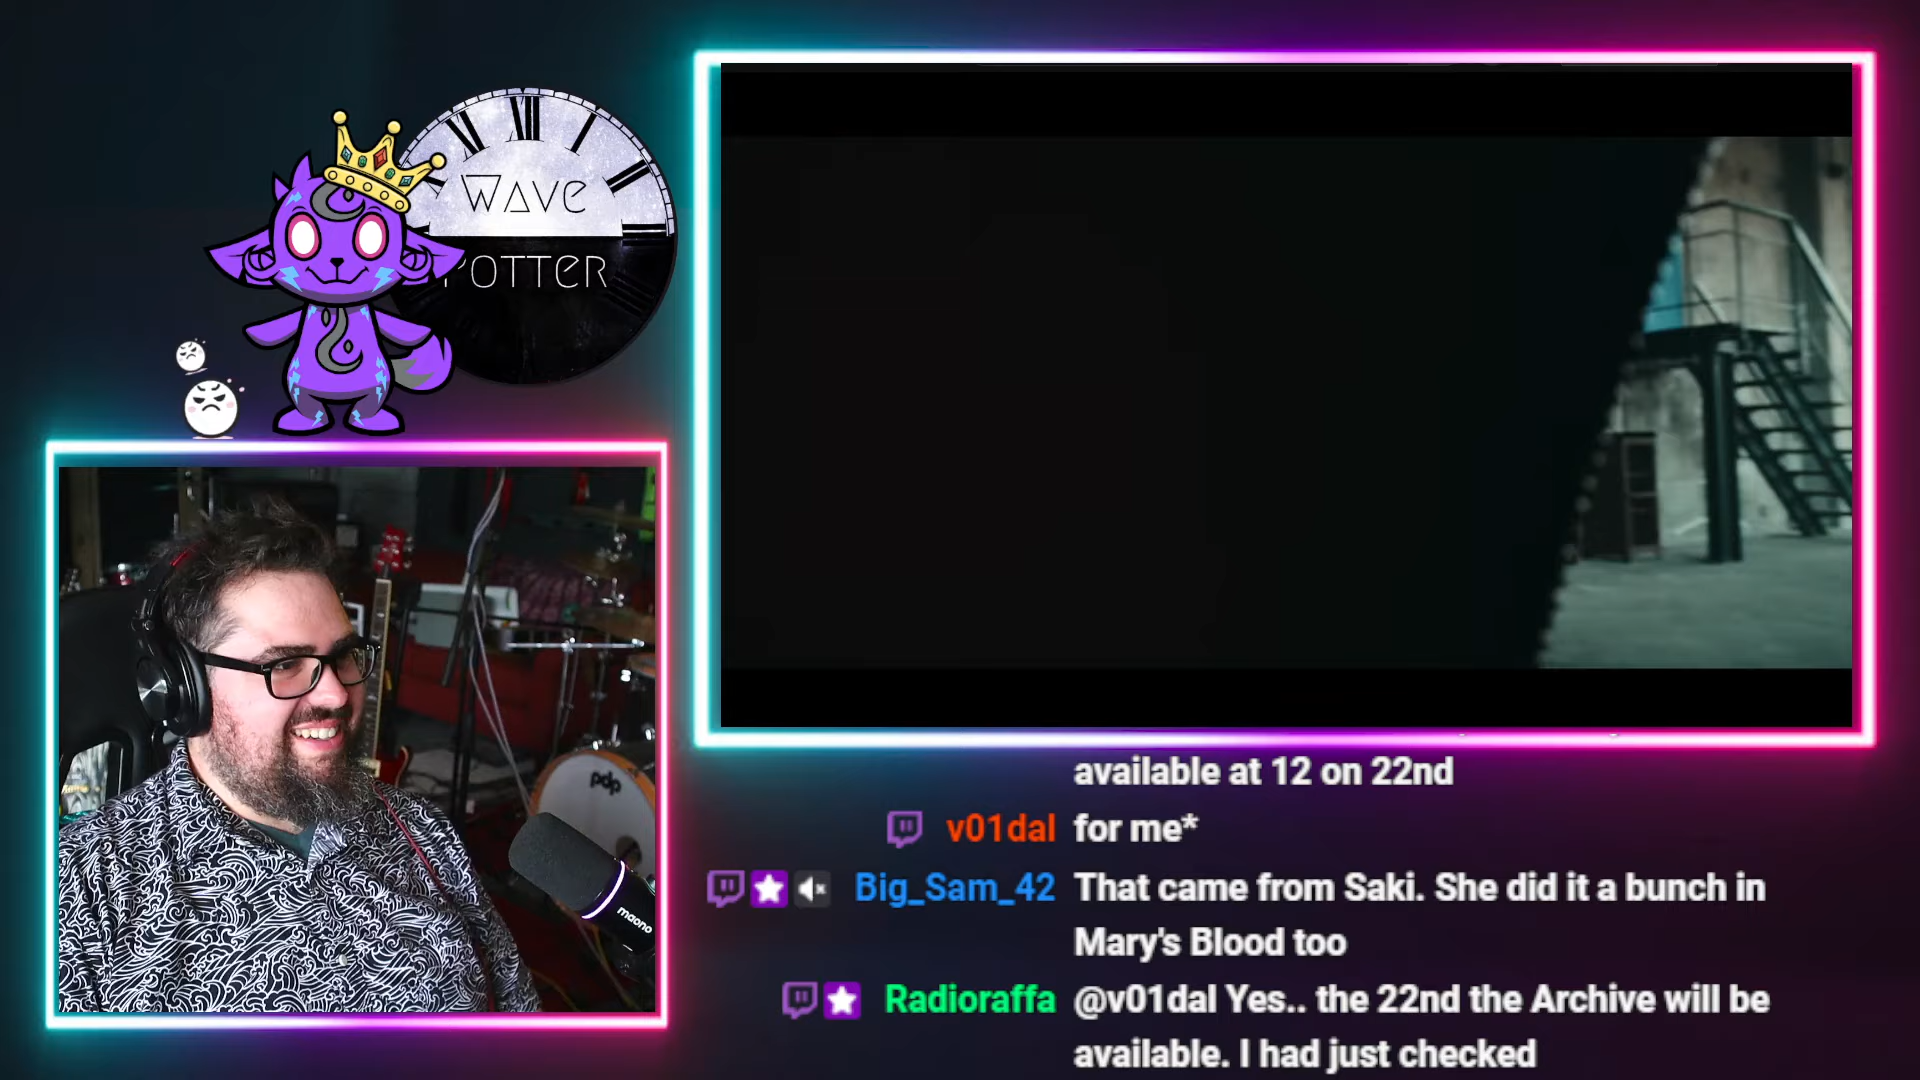 WAVE
POTTER
pdp
maono
available at 12 on 22nd
v01dal for me*
Big_Sam_42 That came from Saki. She did it a bunch in
Mary's Blood too
Radioraffa @v01dal Yes.. the 22nd the Archive will be
available. I had just checked